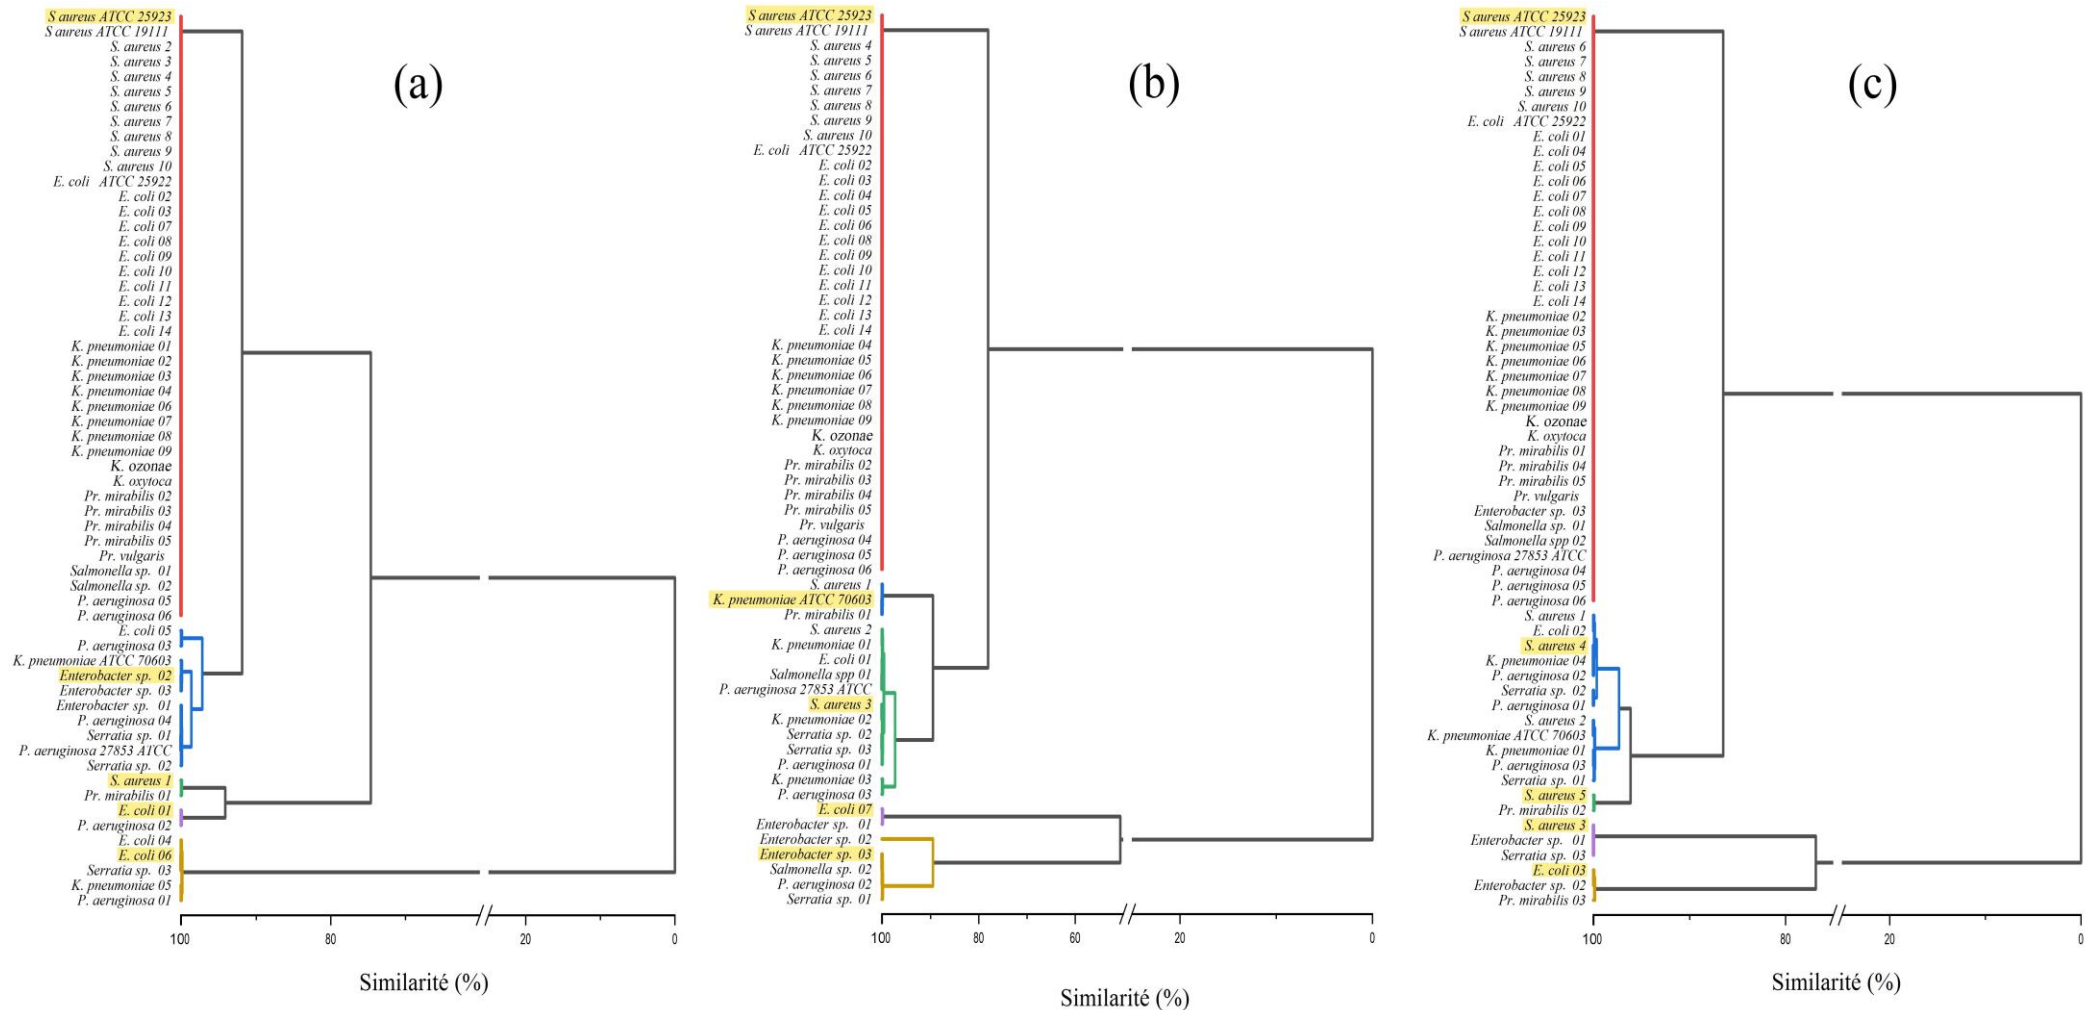 (a)
S aureus ATCC 25923
S aureus ATCC 19111
S. aureus 2
S. aureus 3
S. aureus 4
S. aureus 5
S. aureus 6
S. aureus 7
S. aureus 8
S. aureus 9
S. aureus 10
E. coli ATCC 25922
E. coli 02
E. coli 03
E. coli 07
E. coli 08
E. coli 09
E. coli 10
E. coli 11
E. coli 12
E. coli 13
E. coli 14
K. pneumoniae 01
K. pneumoniae 02
K. pneumoniae 03
K. pneumoniae 04
K. pneumoniae 06
K. pneumoniae 07
K. pneumoniae 08
K. pneumoniae 09
K. ozonae
K. oxytoca
Pr. mirabilis 02
Pr. mirabilis 03
Pr. mirabilis 04
Pr. mirabilis 05
Pr. vulgaris
Salmonella sp. 01
Salmonella sp. 02
P. aeruginosa 05
P. aeruginosa 06
E. coli 05
P. aeruginosa 03
K. pneumoniae ATCC 70603
Enterobacter sp. 02
Enterobacter sp. 03
Enterobacter sp. 01
P. aeruginosa 04
Serratia sp. 01
P. aeruginosa 27853 ATCC
Serratia sp. 02
S. aureus 1
Pr. mirabilis 01
E. coli 01
P. aeruginosa 02
E. coli 04
E. coli 06
Serratia sp. 03
K. pneumoniae 05
P. aeruginosa 01
100 80 20 0
Similarité (%)
(b)
S aureus ATCC 25923
S aureus ATCC 19111
S. aureus 4
S. aureus 5
S. aureus 6
S. aureus 7
S. aureus 8
S. aureus 9
S. aureus 10
E. coli ATCC 25922
E. coli 02
E. coli 03
E. coli 04
E. coli 05
E. coli 06
E. coli 08
E. coli 09
E. coli 10
E. coli 11
E. coli 12
E. coli 13
E. coli 14
K. pneumoniae 04
K. pneumoniae 05
K. pneumoniae 06
K. pneumoniae 07
K. pneumoniae 08
K. pneumoniae 09
K. ozonae
K. oxytoca
Pr. mirabilis 02
Pr. mirabilis 03
Pr. mirabilis 04
Pr. mirabilis 05
Pr. vulgaris
P. aeruginosa 04
P. aeruginosa 05
P. aeruginosa 06
S. aureus 1
K. pneumoniae ATCC 70603
Pr. mirabilis 01
S. aureus 2
K. pneumoniae 01
E. coli 01
Salmonella spp 01
P. aeruginosa 27853 ATCC
S. aureus 3
K. pneumoniae 02
Serratia sp. 02
Serratia sp. 03
P. aeruginosa 01
K. pneumoniae 03
P. aeruginosa 03
E. coli 07
Enterobacter sp. 01
Enterobacter sp. 02
Enterobacter sp. 03
Salmonella sp. 02
P. aeruginosa 02
Serratia sp. 01
100 80 60 20 0
Similarité (%)
(c)
S aureus ATCC 25923
S aureus ATCC 19111
S. aureus 6
S. aureus 7
S. aureus 8
S. aureus 9
S. aureus 10
E. coli ATCC 25922
E. coli 01
E. coli 04
E. coli 05
E. coli 06
E. coli 07
E. coli 08
E. coli 09
E. coli 10
E. coli 11
E. coli 12
E. coli 13
E. coli 14
K. pneumoniae 02
K. pneumoniae 03
K. pneumoniae 05
K. pneumoniae 06
K. pneumoniae 07
K. pneumoniae 08
K. pneumoniae 09
K. ozonae
K. oxytoca
Pr. mirabilis 01
Pr. mirabilis 04
Pr. mirabilis 05
Pr. vulgaris
Enterobacter sp. 03
Salmonella sp. 01
Salmonella spp 02
P. aeruginosa 27853 ATCC
P. aeruginosa 04
P. aeruginosa 05
P. aeruginosa 06
S. aureus 1
E. coli 02
S. aureus 4
K. pneumoniae 04
P. aeruginosa 02
Serratia sp. 02
P. aeruginosa 01
S. aureus 2
K. pneumoniae ATCC 70603
K. pneumoniae 01
P. aeruginosa 03
Serratia sp. 01
S. aureus 5
Pr. mirabilis 02
S. aureus 3
Enterobacter sp. 01
Serratia sp. 03
E. coli 03
Enterobacter sp. 02
Pr. mirabilis 03
100 80 20 0
Similarité (%)